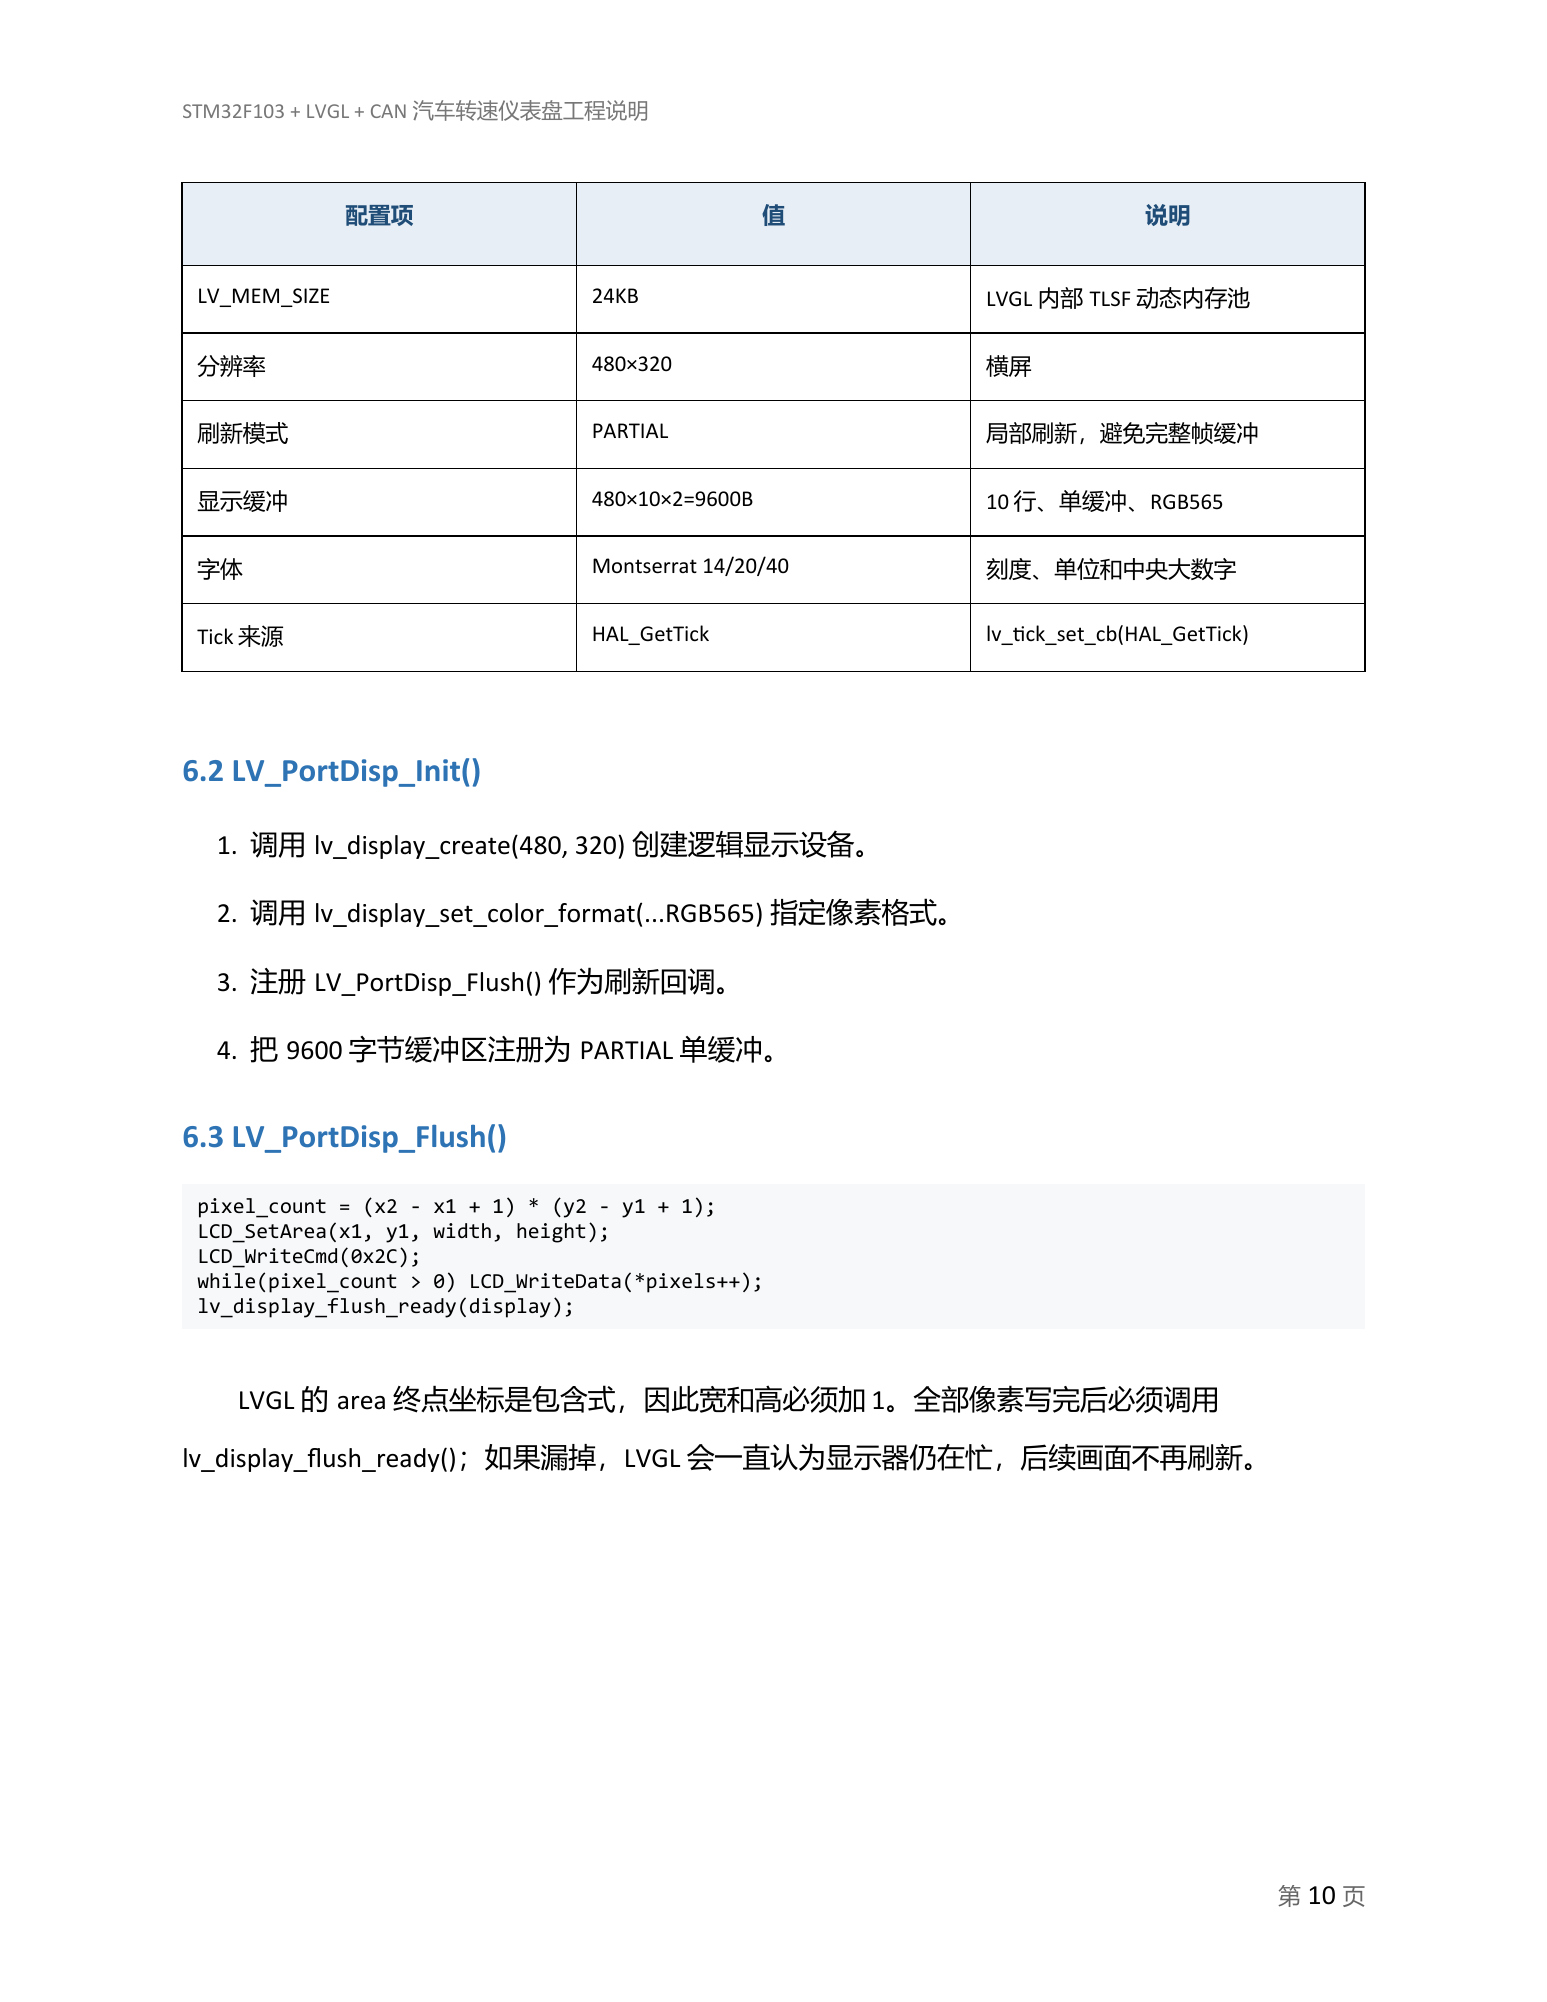 STM32F103 + LVGL + CAN 汽车转速仪表盘工程说明
配置项 值 说明
LV_MEM_SIZE 24KB LVGL 内部 TLSF 动态内存池
分辨率 480×320 横屏
刷新模式 PARTIAL 局部刷新，避免完整帧缓冲
显示缓冲 480×10×2=9600B 10 行、单缓冲、RGB565
字体 Montserrat 14/20/40 刻度、单位和中央大数字
Tick 来源 HAL_GetTick lv_tick_set_cb(HAL_GetTick)
6.2 LV_PortDisp_Init()
1. 调用 lv_display_create(480, 320) 创建逻辑显示设备。
2. 调用 lv_display_set_color_format(...RGB565) 指定像素格式。
3. 注册 LV_PortDisp_Flush() 作为刷新回调。
4. 把 9600 字节缓冲区注册为 PARTIAL 单缓冲。
6.3 LV_PortDisp_Flush()
pixel_count = (x2 - x1 + 1) * (y2 - y1 + 1);
LCD_SetArea(x1, y1, width, height);
LCD_WriteCmd(0x2C);
while(pixel_count > 0) LCD_WriteData(*pixels++);
lv_display_flush_ready(display);
LVGL 的 area 终点坐标是包含式，因此宽和高必须加 1。全部像素写完后必须调用
lv_display_flush_ready()；如果漏掉，LVGL 会一直认为显示器仍在忙，后续画面不再刷新。
第 10 页